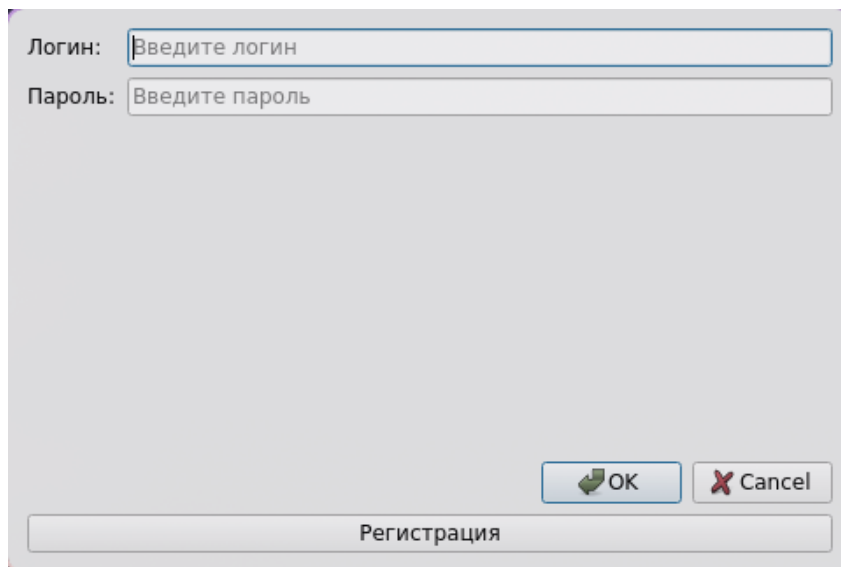 Логин: Введите логин
Пароль: Введите пароль
OK Cancel
Регистрация